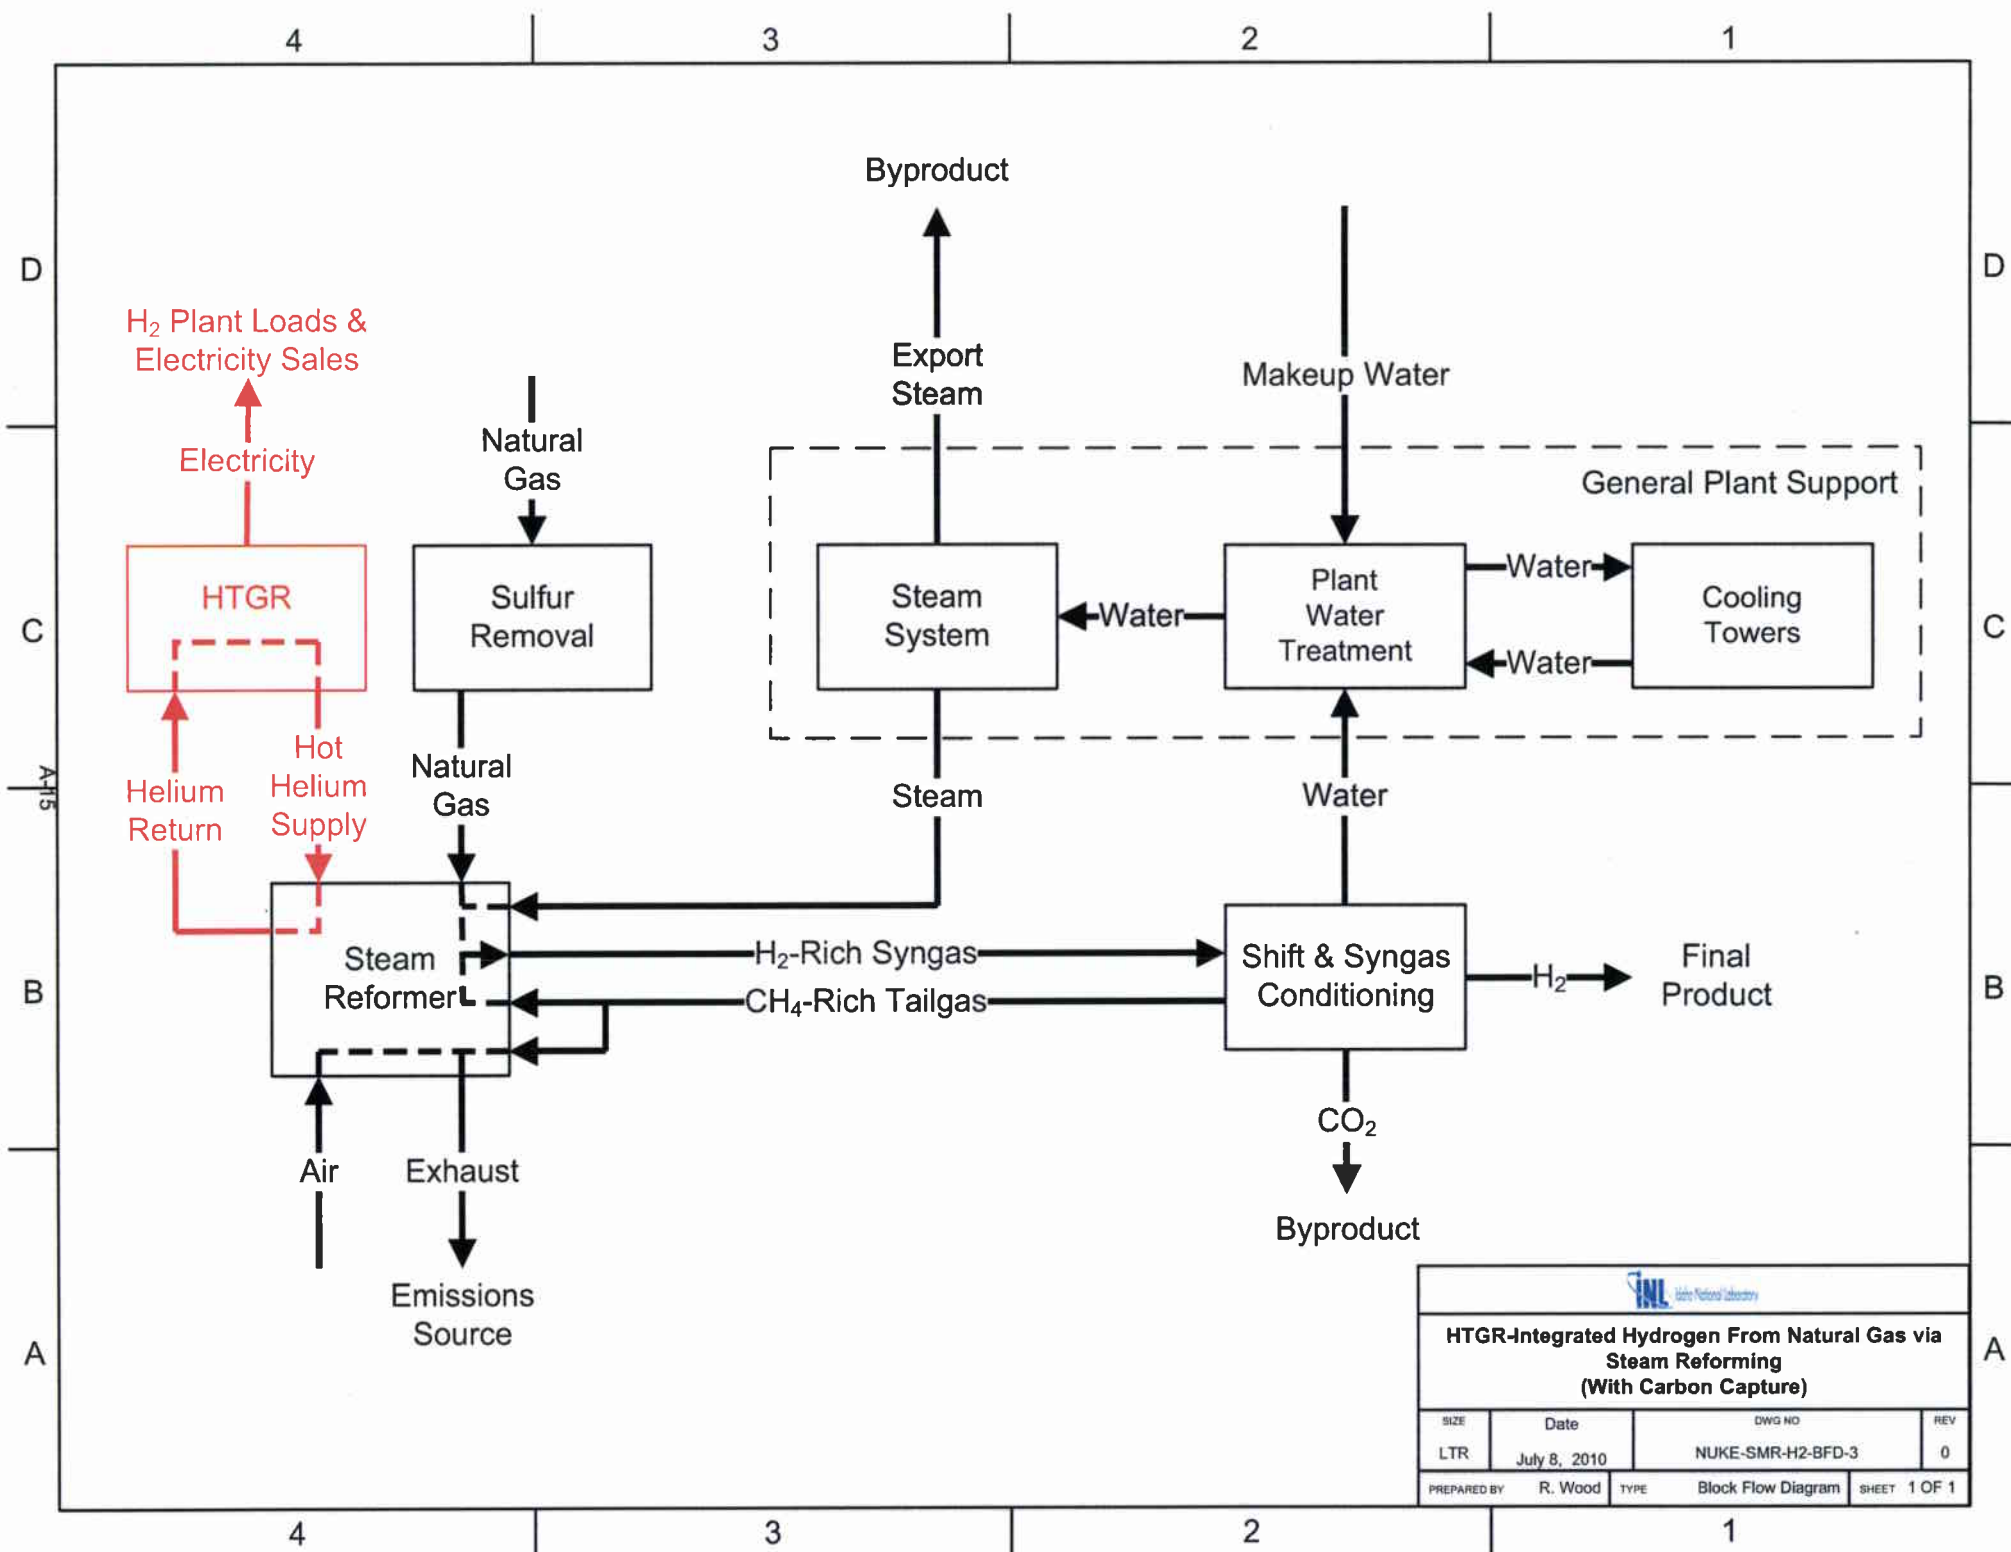 4 3 2 1
Byproduct
D D
H₂ Plant Loads &
Electricity Sales
Export
Steam
Makeup Water
Natural
Gas
Electricity
General Plant Support
HTGR
Sulfur
Removal
Steam
System
Water
Plant
Water
Treatment
Water
Water
Cooling
Towers
C C
A-15
Helium
Return
Hot
Helium
Supply
Natural
Gas
Steam
Water
Steam
Reformer
H₂-Rich Syngas
CH₄-Rich Tailgas
Shift & Syngas
Conditioning
H₂
Final
Product
B B
CO₂
Air
Exhaust
Byproduct
Emissions
Source
A A
INL Idaho National Laboratory
HTGR-Integrated Hydrogen From Natural Gas via
Steam Reforming
(With Carbon Capture)
SIZE Date DWG NO REV
LTR July 8, 2010 NUKE-SMR-H2-BFD-3 0
PREPARED BY R. Wood TYPE Block Flow Diagram SHEET 1 OF 1
4 3 2 1